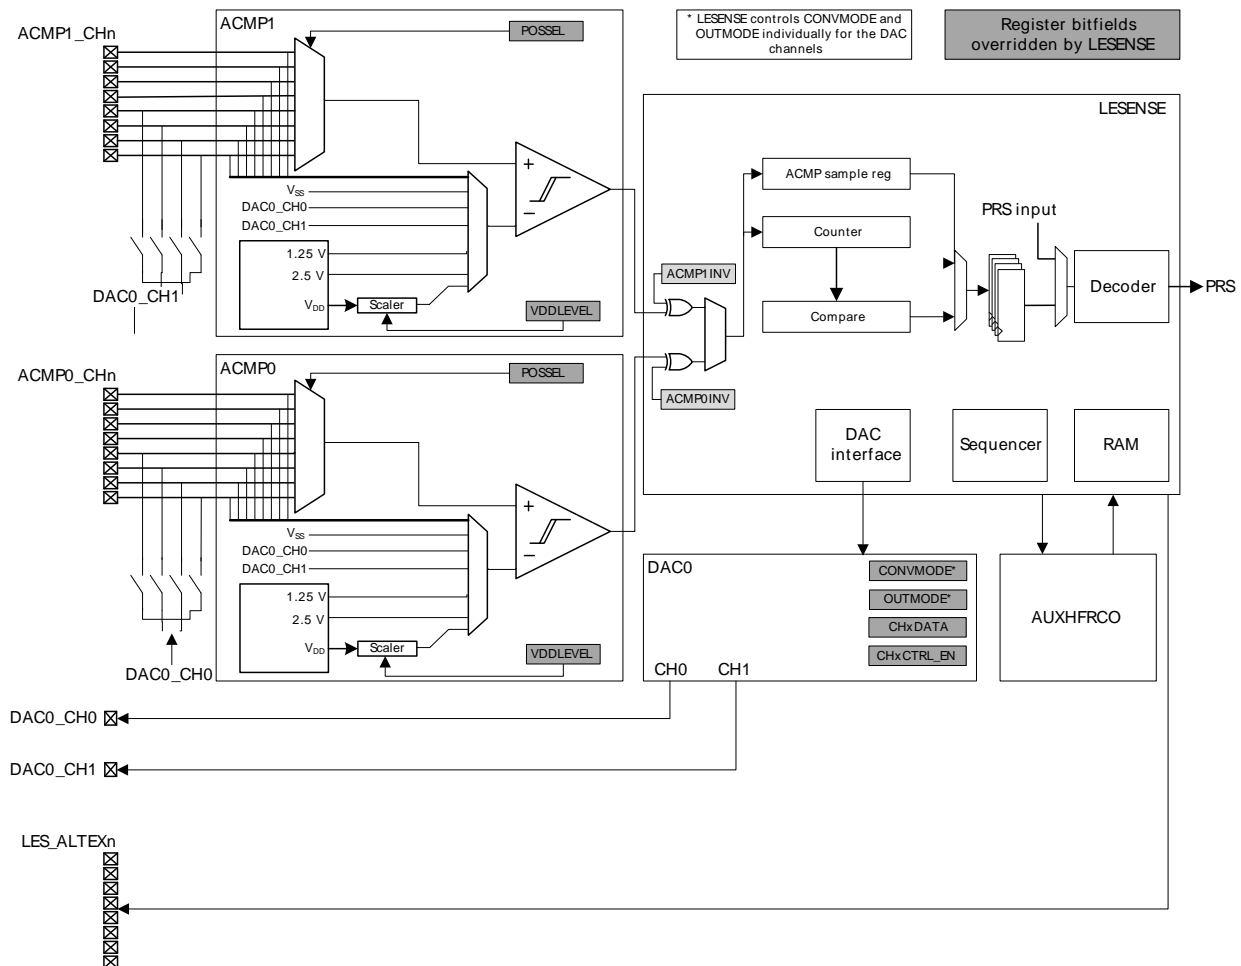 ACMP1_CHn
ACMP1
POSSEL
* LESENSE controls CONVMODE and
OUTMODE individually for the DAC
channels
Register bitfields
overridden by LESENSE
LESENSE
+
VSS
DAC0_CH0
DAC0_CH1
−
1.25 V
2.5 V
VDD
Scaler
VDDLEVEL
DAC0_CH1
ACMP sample reg
Counter
Compare
PRS input
Decoder
PRS
ACMP1INV
ACMP0INV
DAC
interface
Sequencer
RAM
ACMP0_CHn
ACMP0
POSSEL
+
VSS
DAC0_CH0
DAC0_CH1
−
1.25 V
2.5 V
VDD
Scaler
VDDLEVEL
DAC0_CH0
DAC0
CONVMODE*
OUTMODE*
CHxDATA
CHxCTRL_EN
CH0
CH1
AUXHFRCO
DAC0_CH0
DAC0_CH1
LES_ALTEXn